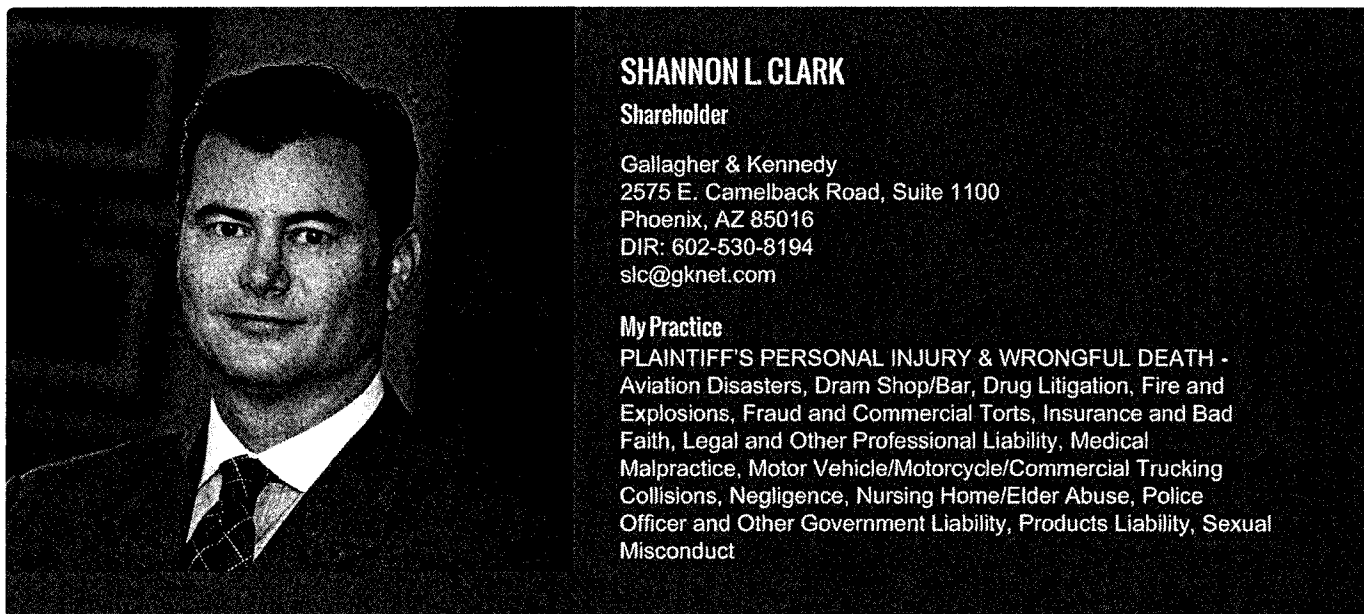 SHANNON L. CLARK
Shareholder
Gallagher & Kennedy
2575 E. Camelback Road, Suite 1100
Phoenix, AZ 85016
DIR: 602-530-8194
slc@gknet.com
My Practice
PLAINTIFF'S PERSONAL INJURY & WRONGFUL DEATH -
Aviation Disasters, Dram Shop/Bar, Drug Litigation, Fire and
Explosions, Fraud and Commercial Torts, Insurance and Bad
Faith, Legal and Other Professional Liability, Medical
Malpractice, Motor Vehicle/Motorcycle/Commercial Trucking
Collisions, Negligence, Nursing Home/Elder Abuse, Police
Officer and Other Government Liability, Products Liability, Sexual
Misconduct